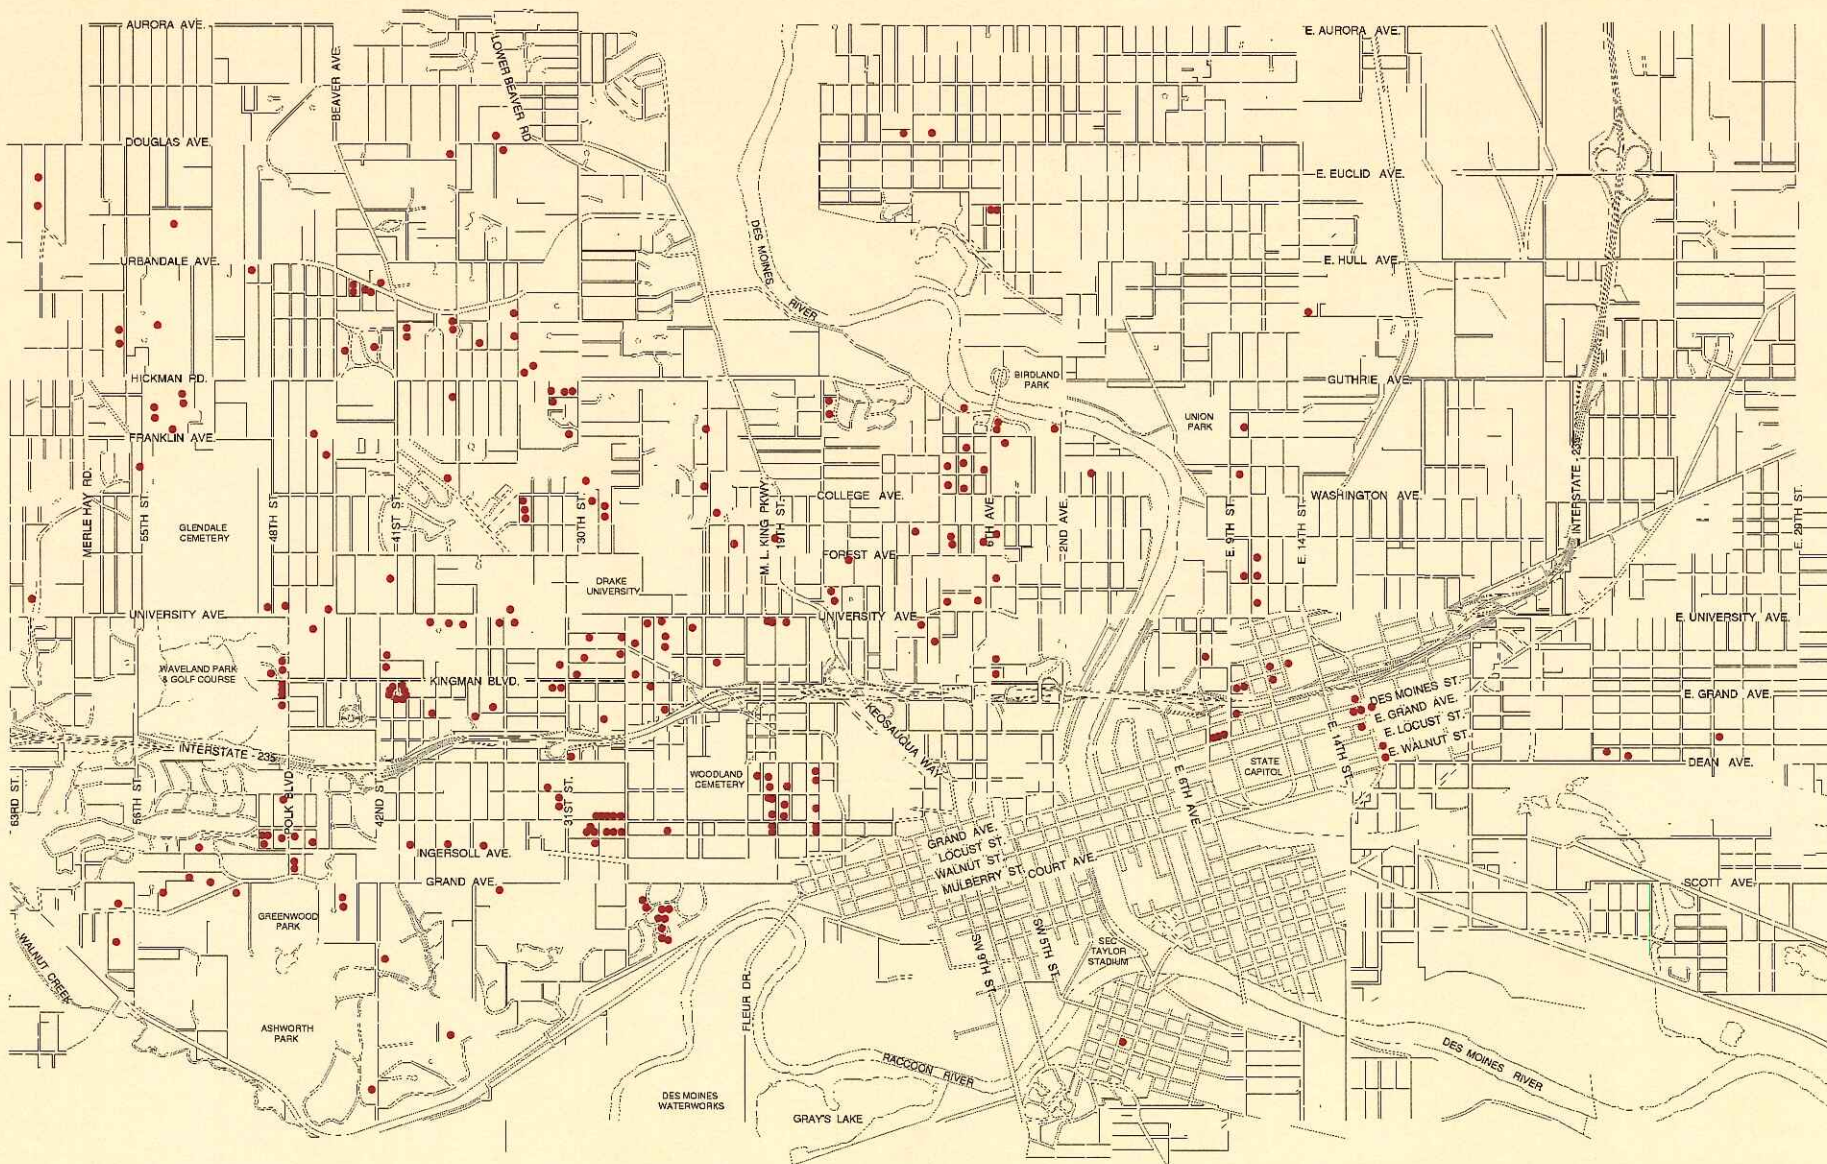 AURORA AVE.
E. AURORA AVE.
BEAVER AVE.
LOWER BEAVER RD.
DOUGLAS AVE.
E. EUCLID AVE.
URBANDALE AVE.
DES MOINES
RIVER
E. HULL AVE.
HICKMAN RD.
BIRDLAND
PARK
GUTHRIE AVE.
UNION
PARK
FRANKLIN AVE.
MERLE HAY RD.
55TH ST.
GLENDALE
CEMETERY
48TH ST.
41ST ST.
30TH ST.
M. L. KING PKWY.
19TH ST.
COLLEGE AVE.
6TH AVE.
2ND AVE.
E. 9TH ST.
E. 14TH ST.
WASHINGTON AVE.
INTERSTATE - 235
E. 29TH ST.
FOREST AVE.
DRAKE
UNIVERSITY
UNIVERSITY AVE.
UNIVERSITY AVE.
E. UNIVERSITY AVE.
WAVELAND PARK
& GOLF COURSE
KINGMAN BLVD.
KEOSAUQUA WAY
DES MOINES ST.
E. GRAND AVE.
E. LOCUST ST.
E. WALNUT ST.
E. GRAND AVE.
E. 14TH ST.
INTERSTATE - 235
63RD ST.
56TH ST.
POLK BLVD.
42ND ST.
31ST ST.
WOODLAND
CEMETERY
STATE
CAPITOL
E. 6TH AVE.
DEAN AVE.
INGERSOLL AVE.
GRAND AVE.
LOCUST ST.
WALNUT ST.
MULBERRY ST.
COURT AVE.
GRAND AVE.
SCOTT AVE.
GREENWOOD
PARK
WALNUT CREEK
SW 9TH ST.
SW 5TH ST.
SEC
TAYLOR
STADIUM
FLEUR DR.
ASHWORTH
PARK
RACCOON RIVER
DES MOINES RIVER
DES MOINES
WATERWORKS
GRAY'S LAKE